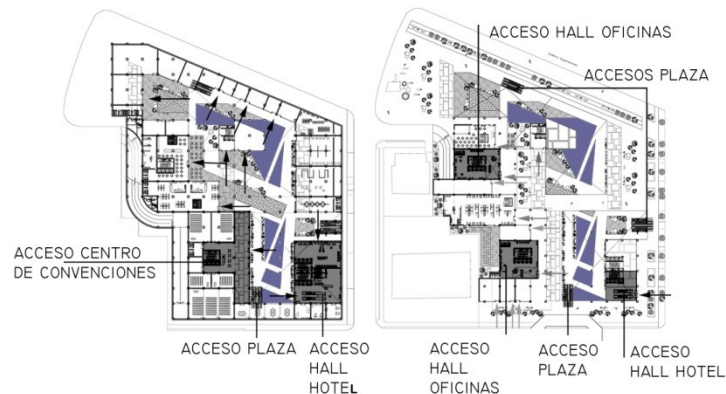 ACCESO HALL OFICINAS
ACCESOS PLAZA
ACCESO CENTRO
DE CONVENCIONES
ACCESO PLAZA
ACCESO
HALL
HOTEL
ACCESO
HALL
OFICINAS
ACCESO
PLAZA
ACCESO
HALL HOTEL